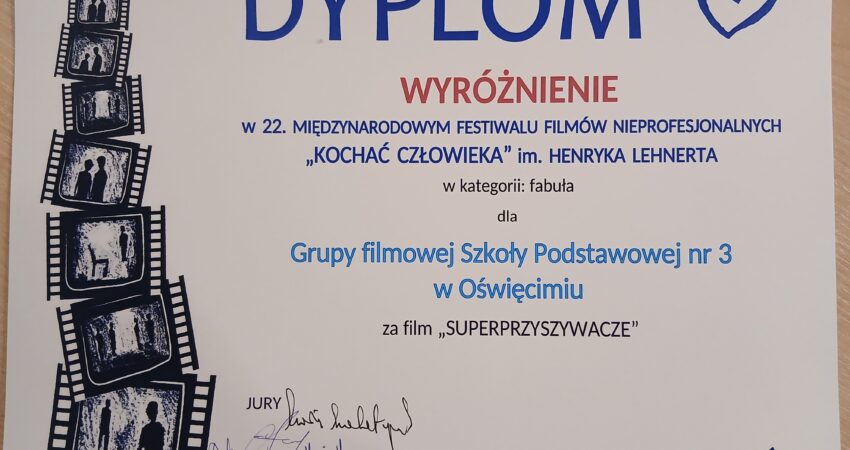 DYPLOM
WYRÓŻNIENIE
w 22. MIĘDZYNARODOWYM FESTIWALU FILMÓW NIEPROFESJONALNYCH
„KOCHAĆ CZŁOWIEKA” im. HENRYKA LEHNERTA
w kategorii: fabuła
dla
Grupy filmowej Szkoły Podstawowej nr 3
w Oświęcimiu
za film „SUPERPRZYSZYWACZE”
JURY